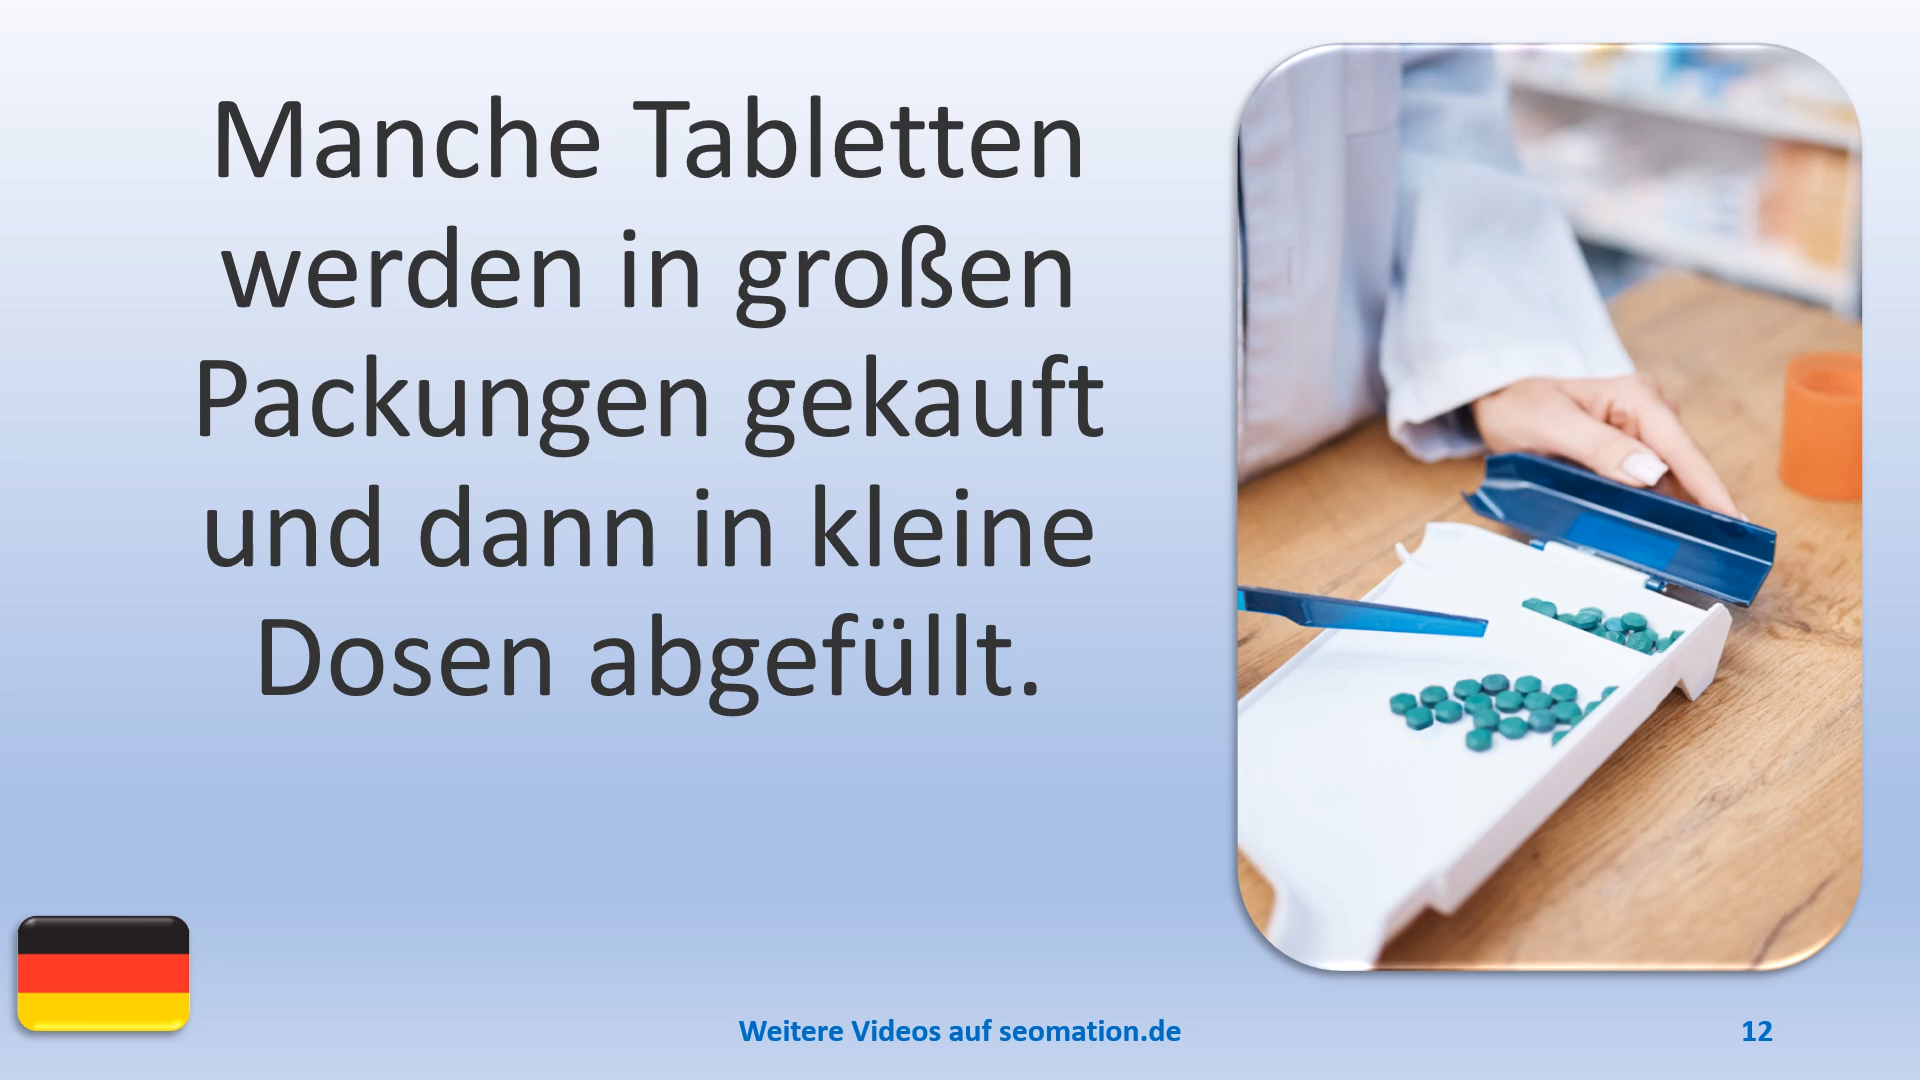 Manche Tabletten
werden in großen
Packungen gekauft
und dann in kleine
Dosen abgefüllt.
Weitere Videos auf seomation.de
12